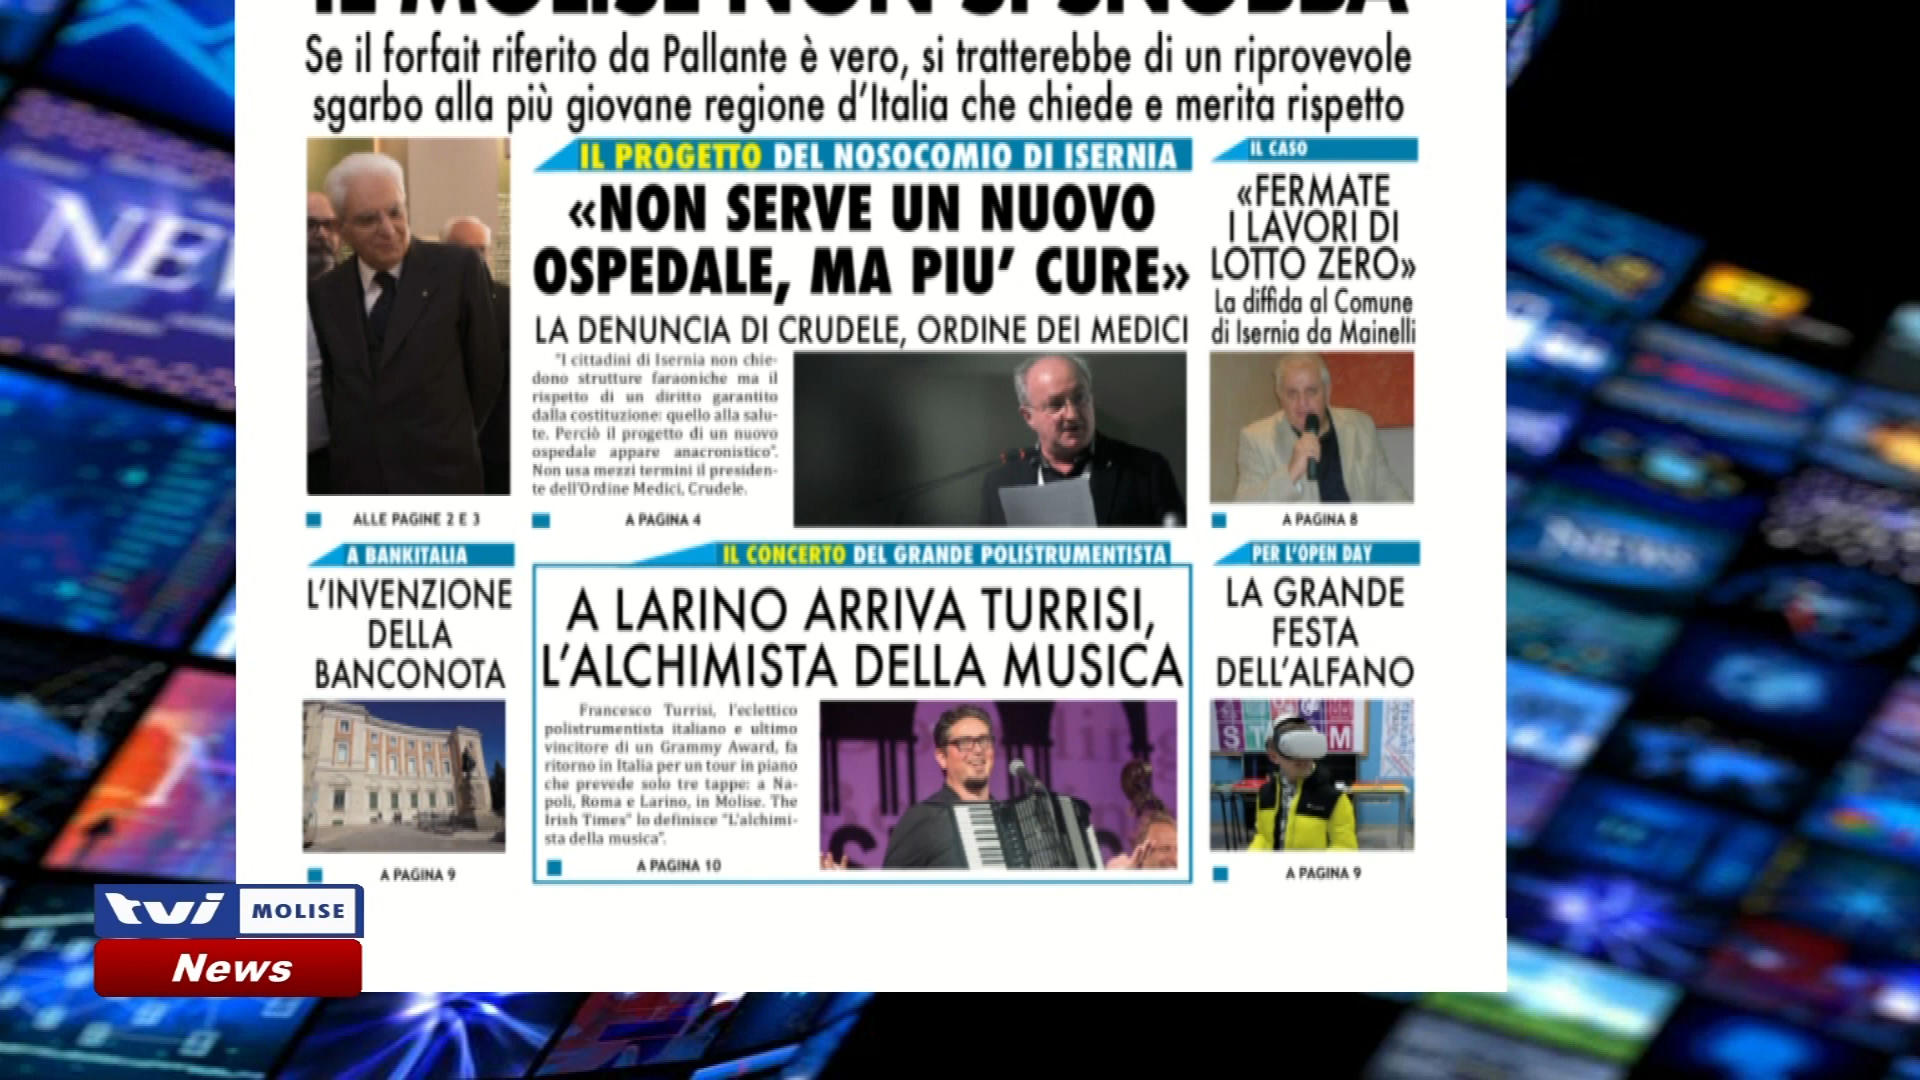 IL MOLISE NON SI SNOBBA
Se il forfait riferito da Pallante è vero, si tratterebbe di un riprovevole
sgarbo alla più giovane regione d'Italia che chiede e merita rispetto
ALLE PAGINE 2 E 3
IL PROGETTO DEL NOSOCOMIO DI ISERNIA
«NON SERVE UN NUOVO
OSPEDALE, MA PIU' CURE»
LA DENUNCIA DI CRUDELE, ORDINE DEI MEDICI
"I cittadini di Isernia non chie-
dono strutture faraoniche ma il
rispetto di un diritto garantito
dalla costituzione: quello alla salu-
te. Perciò il progetto di un nuovo
ospedale appare anacronistico".
Non usa mezzi termini il presiden-
te dell'Ordine Medici, Crudele.
A PAGINA 4
IL CASO
«FERMATE
I LAVORI DI
LOTTO ZERO»
La diffida al Comune
di Isernia da Mainelli
A PAGINA 8
A BANKITALIA
L'INVENZIONE
DELLA
BANCONOTA
A PAGINA 9
IL CONCERTO DEL GRANDE POLISTRUMENTISTA
A LARINO ARRIVA TURRISI,
L'ALCHIMISTA DELLA MUSICA
Francesco Turrisi, l'eclettico
polistrumentista italiano e ultimo
vincitore di un Grammy Award, fa
ritorno in Italia per un tour in piano
che prevede solo tre tappe: a Na-
poli, Roma e Larino, in Molise. The
Irish Times" lo definisce "L'alchimi-
sta della musica".
A PAGINA 10
PER L'OPEN DAY
LA GRANDE
FESTA
DELL'ALFANO
A PAGINA 9
tvi MOLISE
News